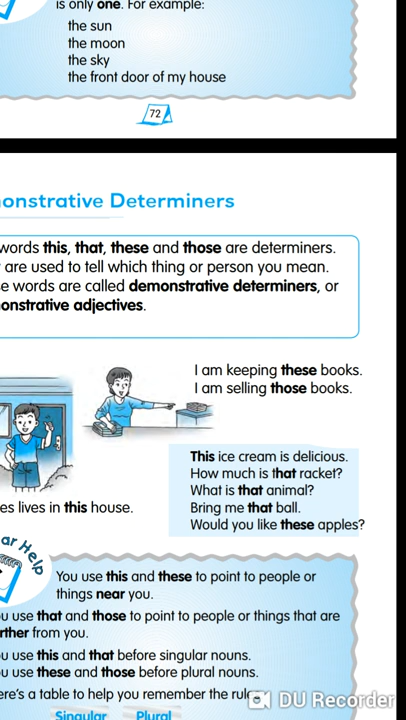 is only one. For example:
the sun
the moon
the sky
the front door of my house
72
onstrative Determiners
words this, that, these and those are determiners.
are used to tell which thing or person you mean.
e words are called demonstrative determiners, or
onstrative adjectives.
I am keeping these books.
I am selling those books.
This ice cream is delicious.
How much is that racket?
What is that animal?
Bring me that ball.
Would you like these apples?
es lives in this house.
ar Help
You use this and these to point to people or
things near you.
u use that and those to point to people or things that are
rther from you.
u use this and that before singular nouns.
u use these and those before plural nouns.
ere's a table to help you remember the rul
DU Recorder
Singular Plural